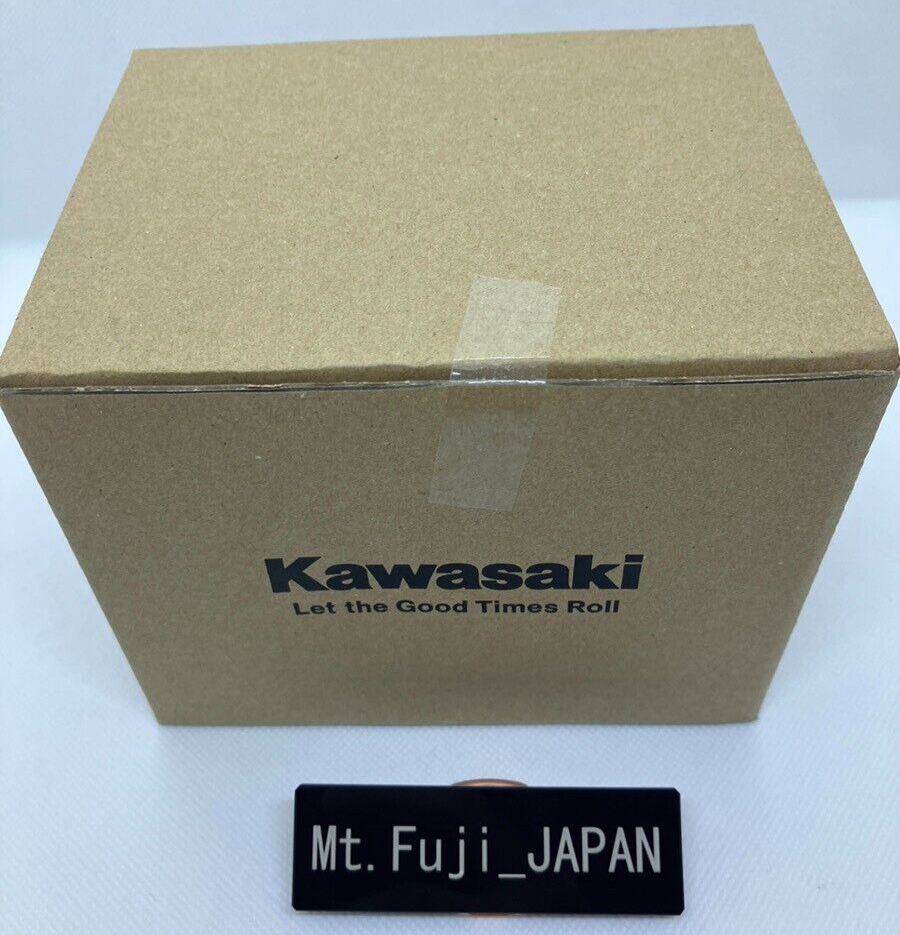 Kawasaki
Let the Good Times Roll
Mt.Fuji_JAPAN